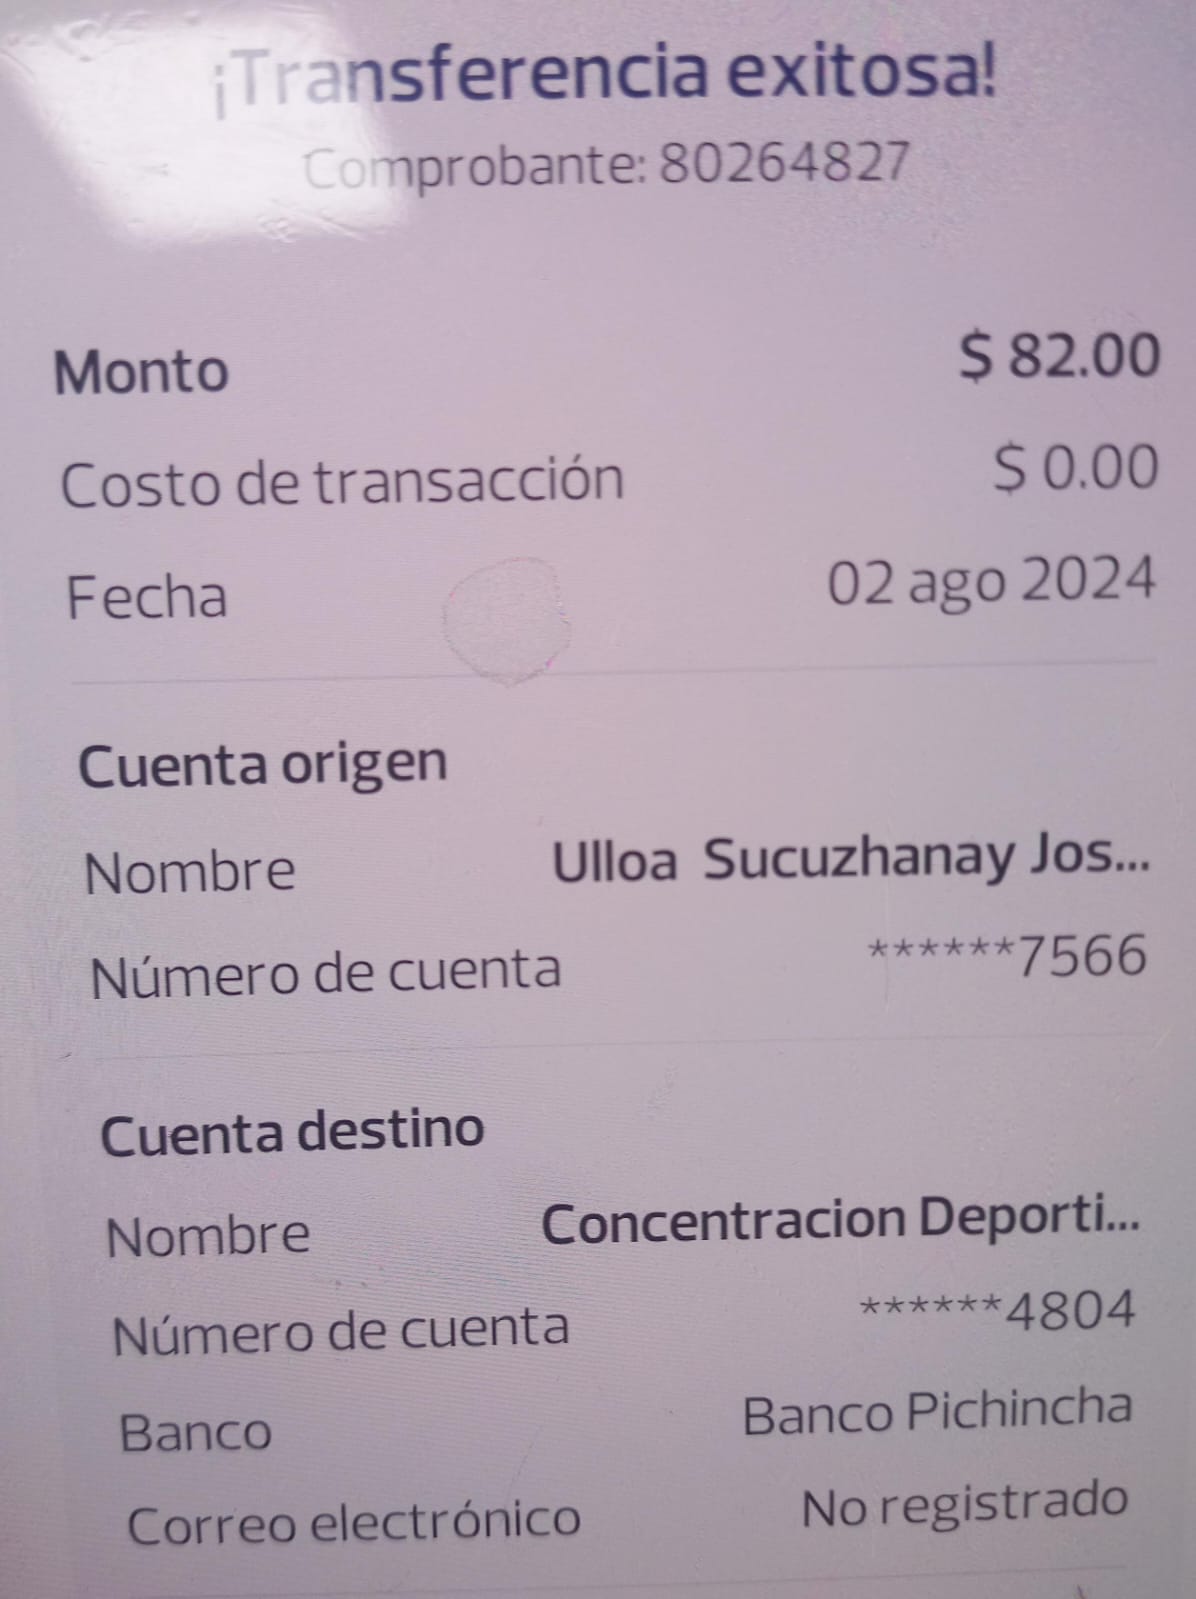 ¡Transferencia exitosa!
Comprobante: 80264827
Monto $ 82.00
Costo de transacción $ 0.00
Fecha 02 ago 2024
Cuenta origen
Nombre Ulloa Sucuzhanay Jos...
Número de cuenta ******7566
Cuenta destino
Nombre Concentracion Deporti...
Número de cuenta ******4804
Banco Banco Pichincha
Correo electrónico No registrado